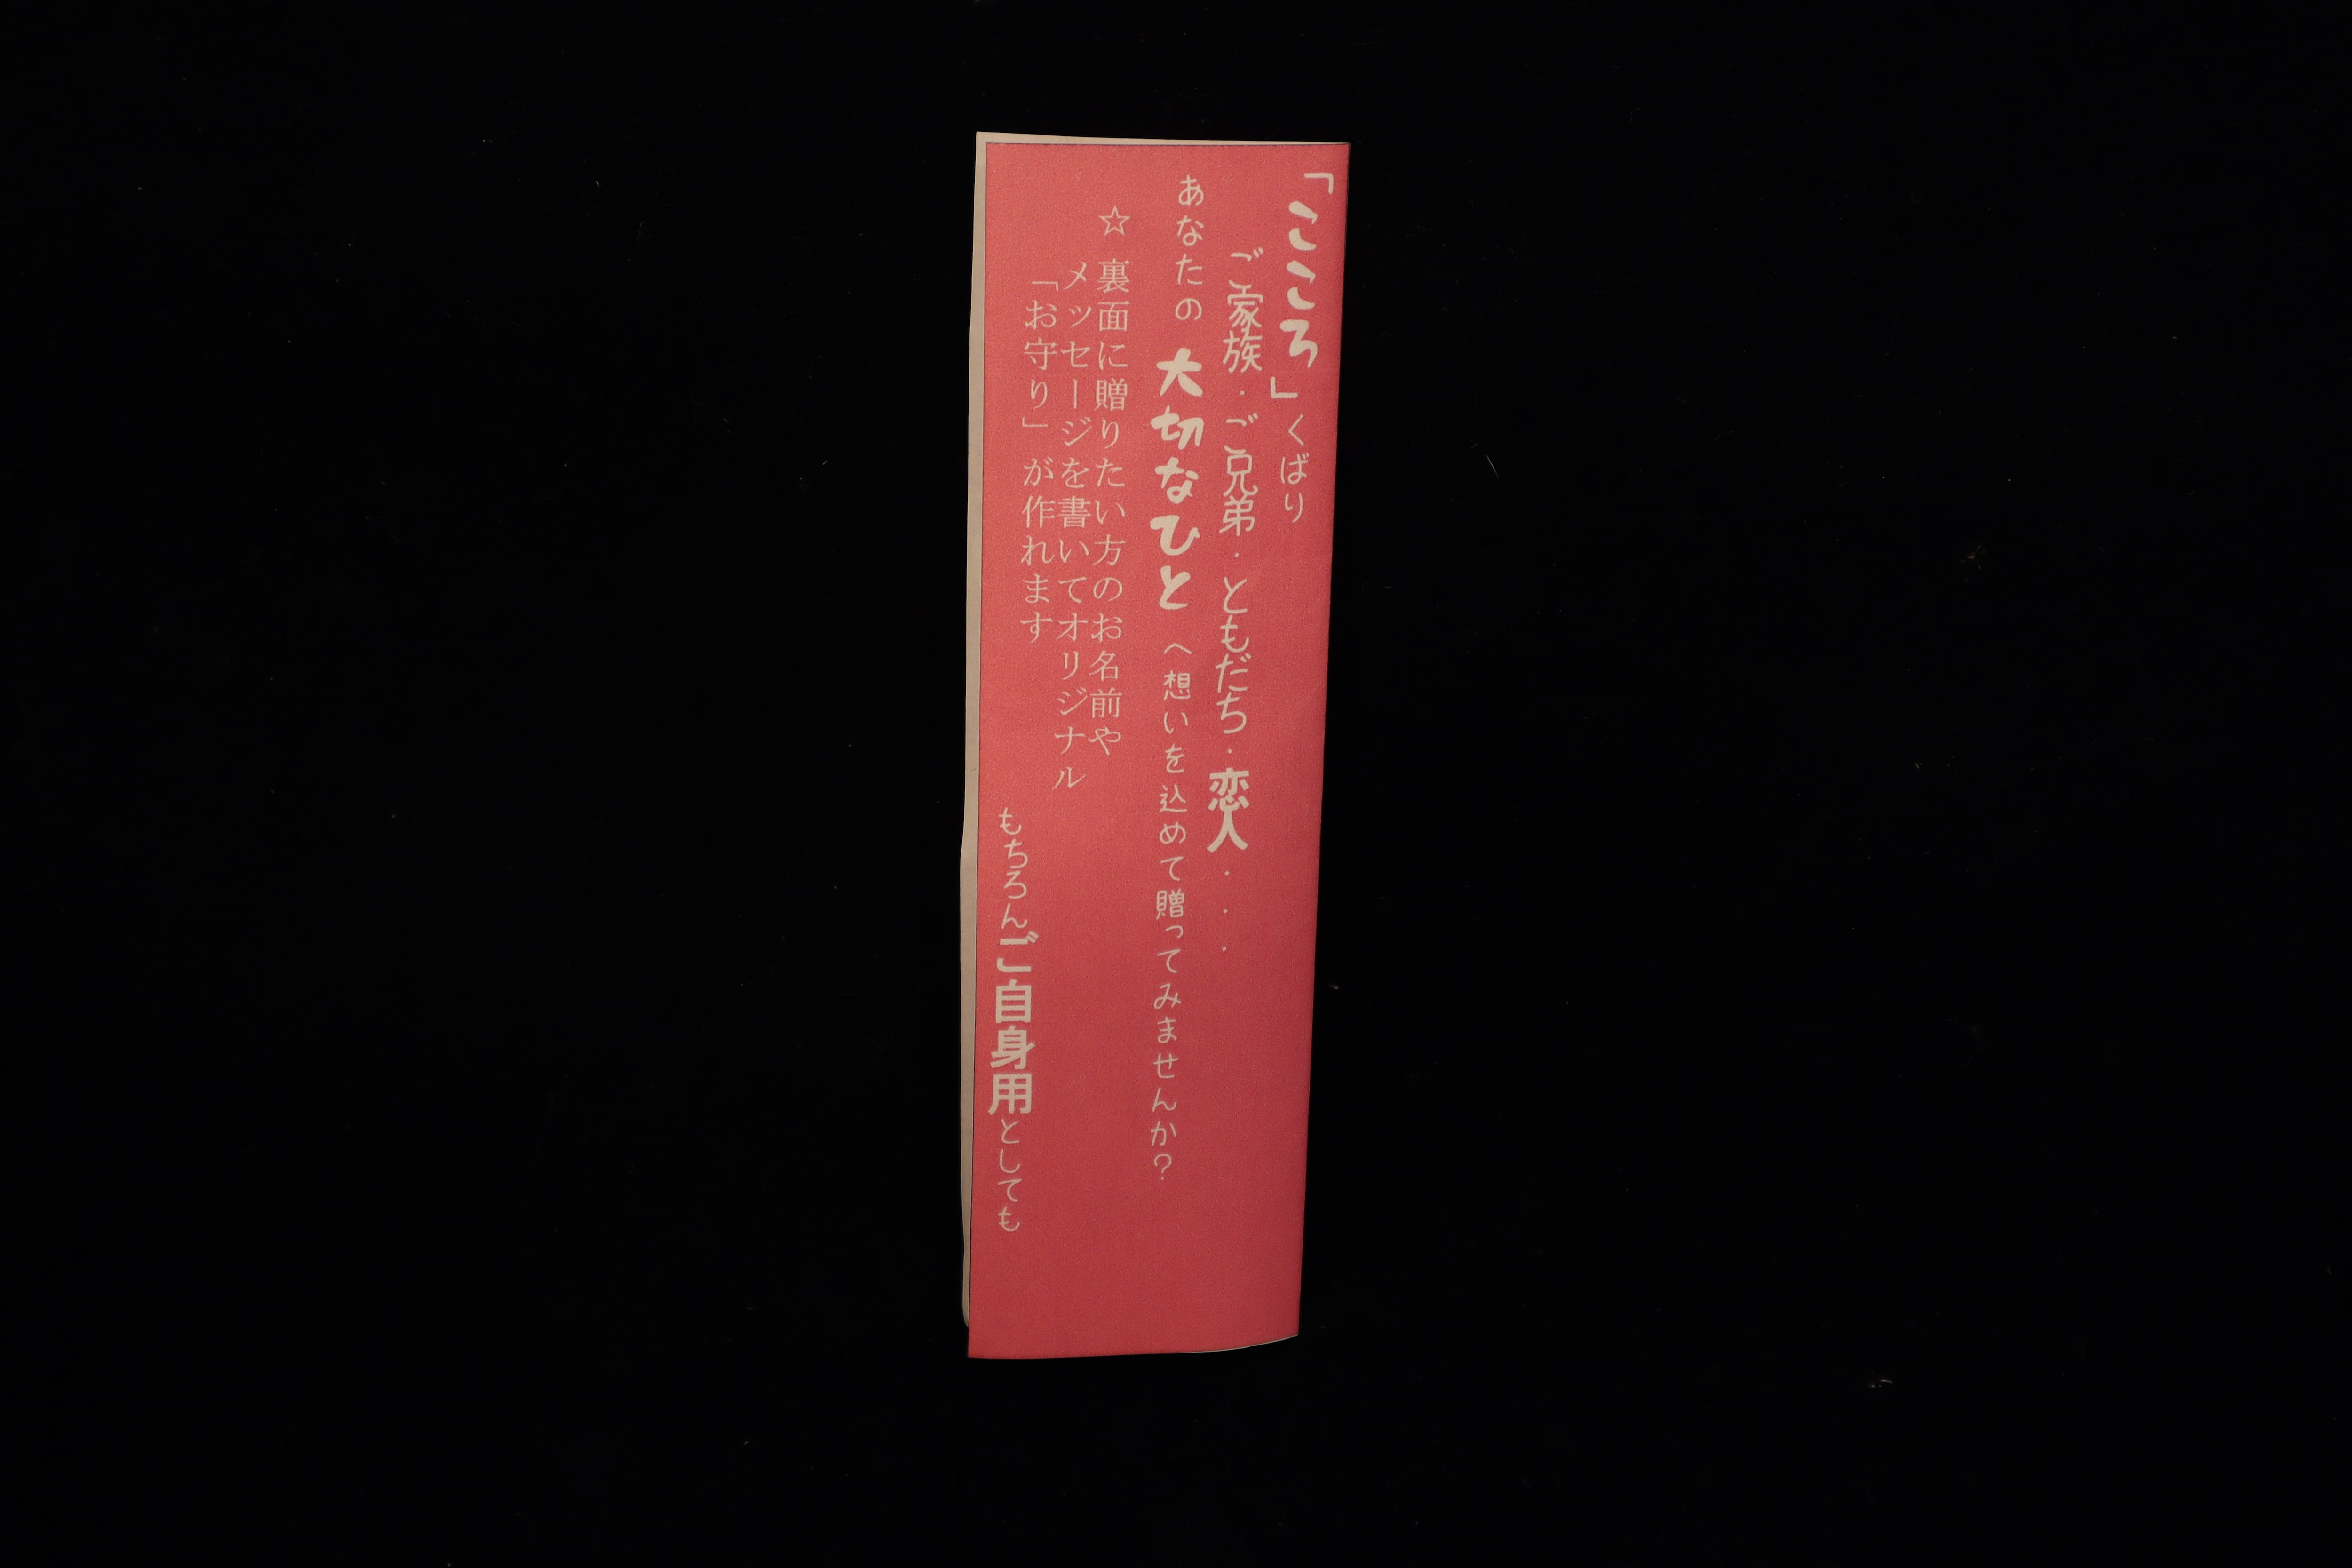 「こころ」くばり
ご家族・ご兄弟・ともだち・恋人・・・
あなたの大切なひとへ想いを込めて贈ってみませんか?
☆ 裏面に贈りたい方のお名前や
メッセージを書いてオリジナル
「お守り」が作れます
もちろんご自身用としても